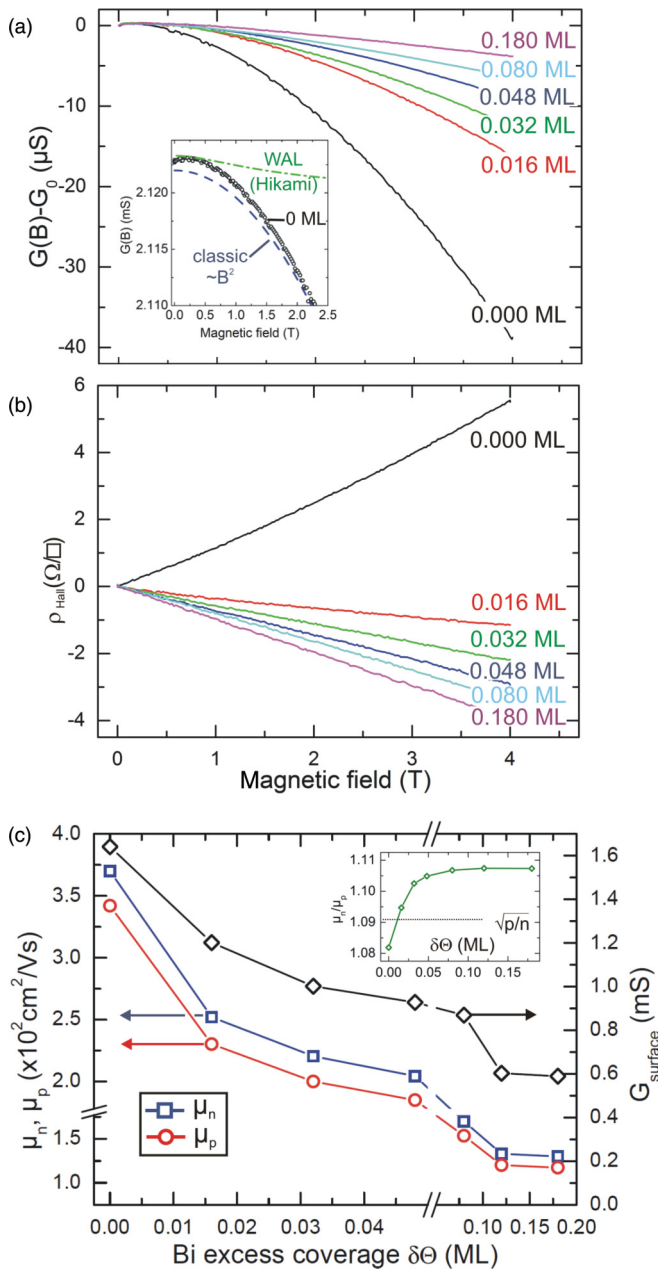 (a)
0
-10
-20
-30
-40
G(B)-G₀ (μS)
0.180 ML
0.080 ML
0.048 ML
0.032 ML
0.016 ML
0.000 ML
2.120
2.115
2.110
G(B) (mS)
WAL
(Hikami)
0 ML
classic
~B²
0.0 0.5 1.0 1.5 2.0 2.5
Magnetic field (T)
(b)
6
4
2
0
-2
-4
ρHall(Ω/□)
0.000 ML
0.016 ML
0.032 ML
0.048 ML
0.080 ML
0.180 ML
0 1 2 3 4
Magnetic field (T)
(c)
4.0
3.5
3.0
2.5
2.0
1.5
1.0
μn, μp (x10²cm²/Vs)
μn
μp
1.10
1.10
1.09
1.08
μn/μp
√p/n
0.00 0.05 0.10 0.15
δΘ (ML)
1.6
1.4
1.2
1.0
0.8
0.6
0.4
0.2
0.0
Gsurface (mS)
0.00 0.01 0.02 0.03 0.04 0.10 0.15 0.20
Bi excess coverage δΘ (ML)